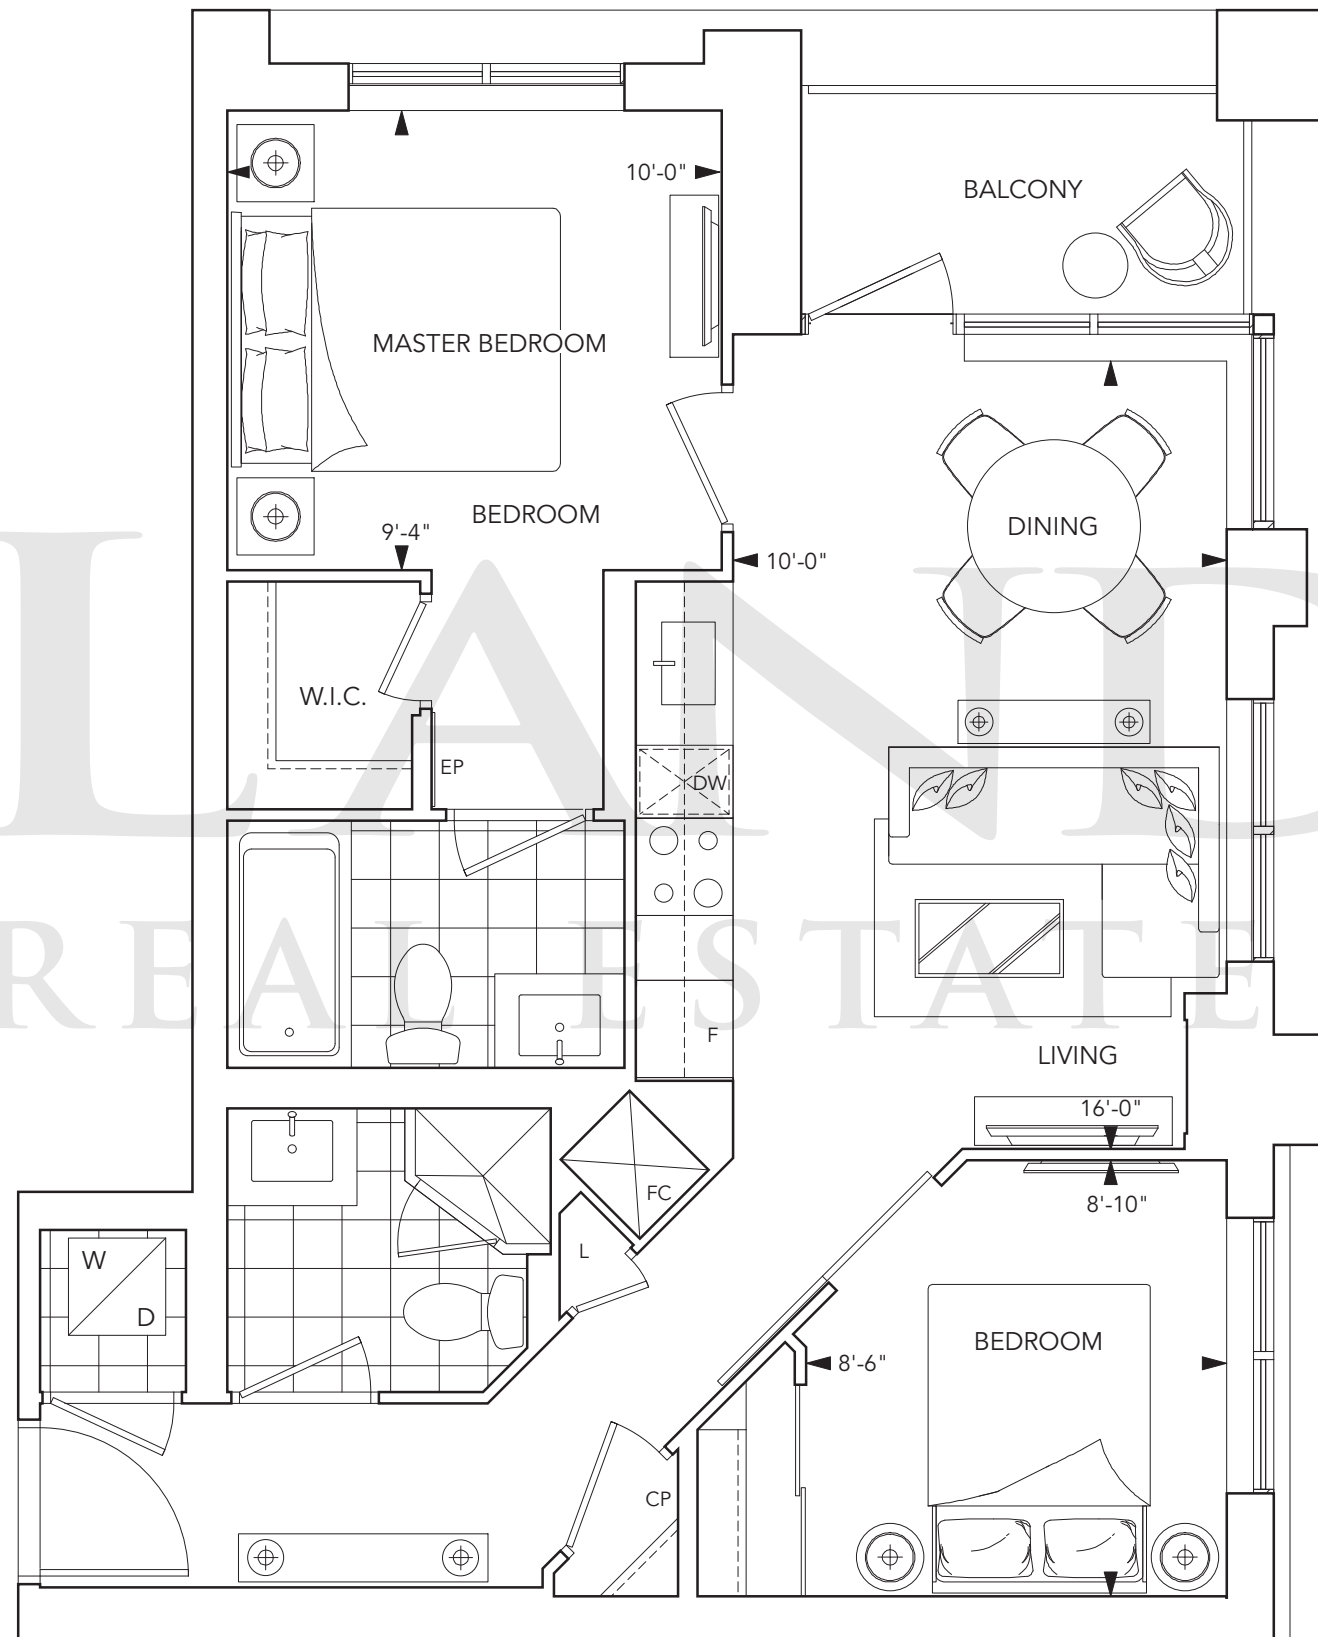 10'-0"
BALCONY
MASTER BEDROOM
BEDROOM
9'-4"
DINING
10'-0"
W.I.C.
EP
DW
LAND
REAL ESTATE
F
LIVING
16'-0"
8'-10"
FC
L
W
D
BEDROOM
8'-6"
CP